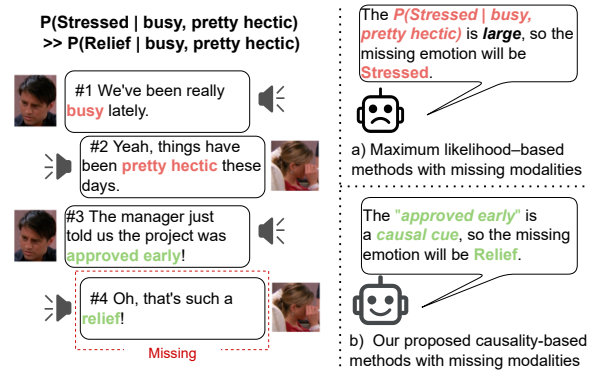 P(Stressed | busy, pretty hectic)
>> P(Relief | busy, pretty hectic)
#1 We've been really
busy lately.
#2 Yeah, things have
been pretty hectic these
days.
#3 The manager just
told us the project was
approved early!
#4 Oh, that's such a
relief!
Missing
The P(Stressed | busy,
pretty hectic) is large, so the
missing emotion will be
Stressed.
a) Maximum likelihood–based
methods with missing modalities
The "approved early" is
a causal cue, so the missing
emotion will be Relief.
b) Our proposed causality-based
methods with missing modalities